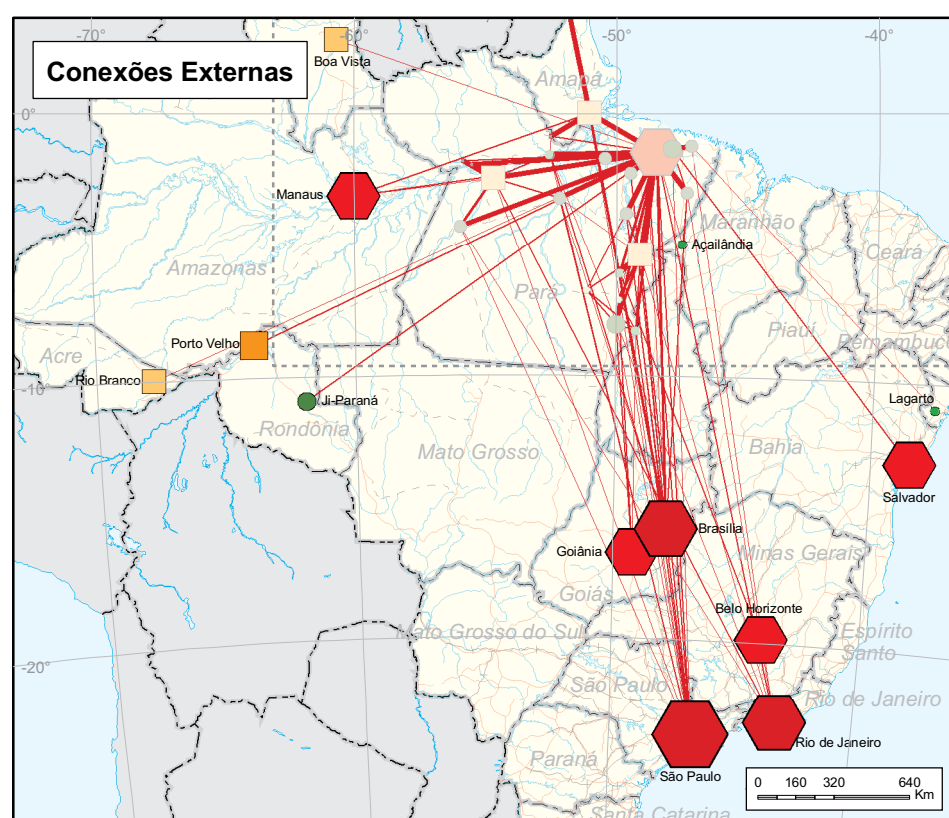 -70°
-60°
-50°
-40°
Conexões Externas
Boa Vista
Amapá
0°
Manaus
Maranhão
Açailândia
Ceará
Amazonas
Pará
Piauí
Pernambuco
Porto Velho
Acre
Rio Branco
-10°
Ji-Paraná
Lagarto
Rondônia
Mato Grosso
Bahia
Salvador
Brasília
Goiânia
Minas Gerais
Goiás
Belo Horizonte
Mato Grosso do Sul
Espírito
Santo
-20°
São Paulo
Rio de Janeiro
Rio de Janeiro
Paraná
São Paulo
0 160 320 640
Km
Santa Catarina